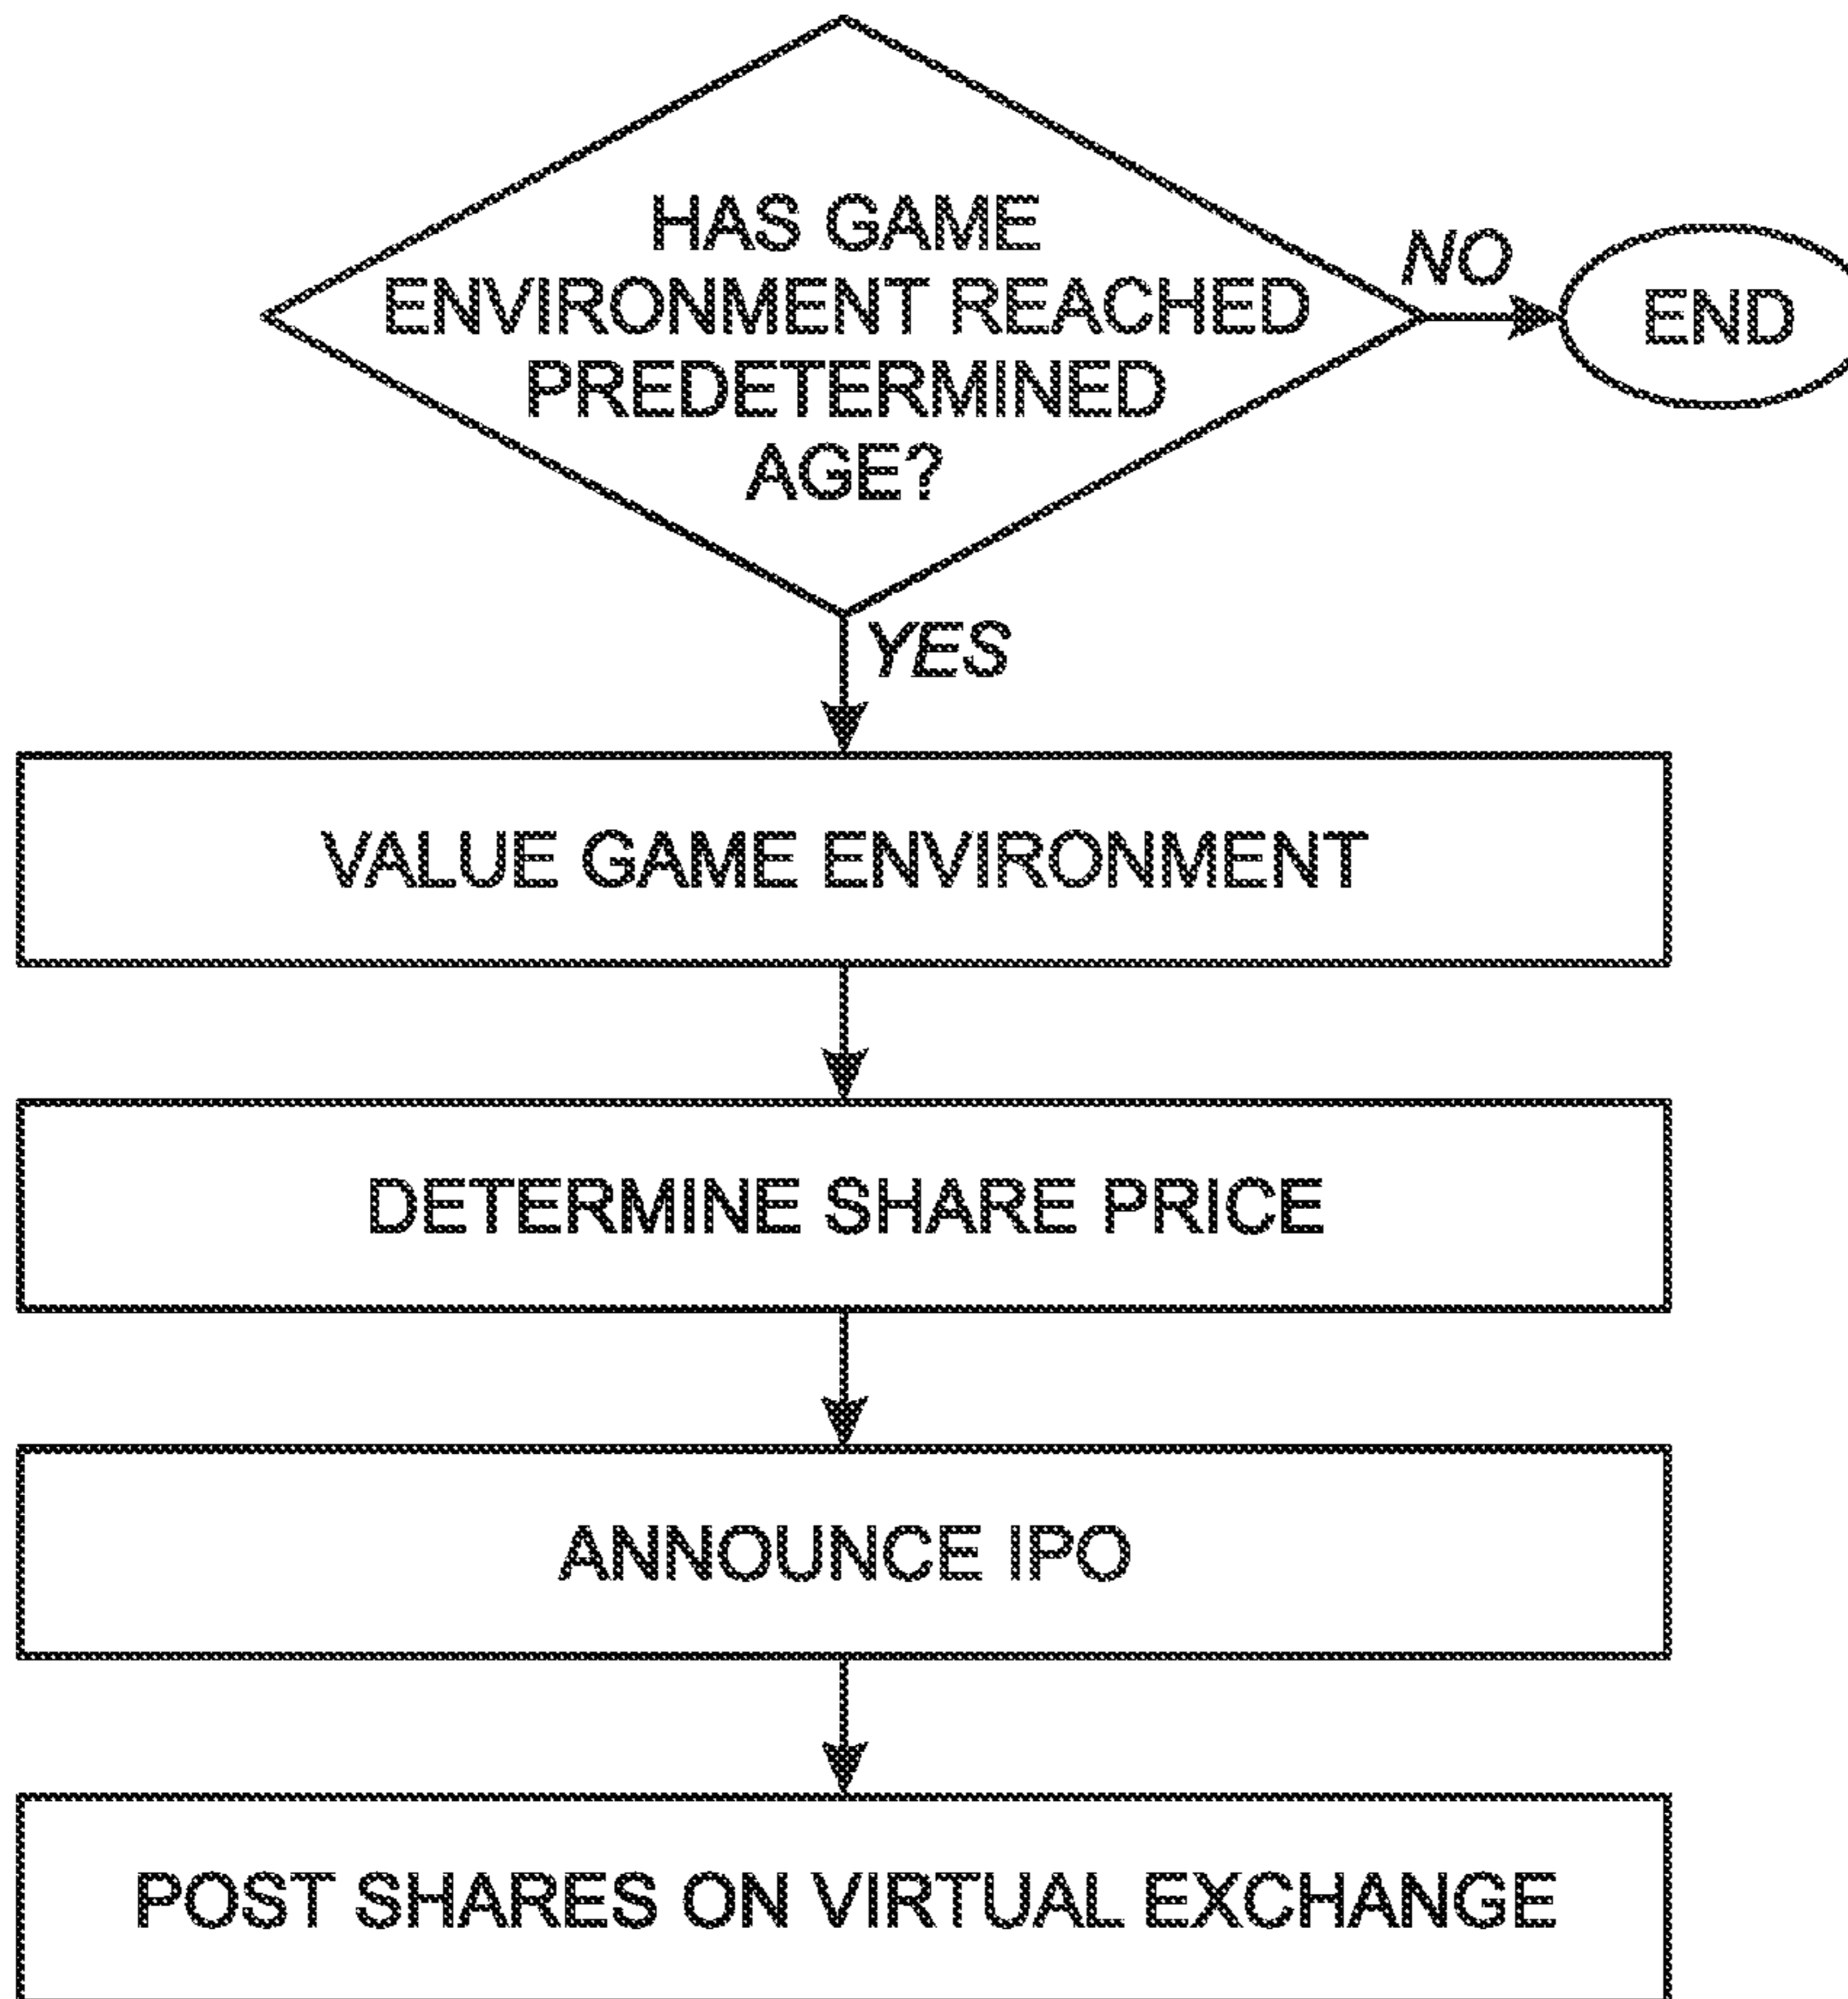 HAS GAME
ENVIRONMENT REACHED
PREDETERMINED
AGE?
NO
END
YES
VALUE GAME ENVIRONMENT
DETERMINE SHARE PRICE
ANNOUNCE IPO
POST SHARES ON VIRTUAL EXCHANGE